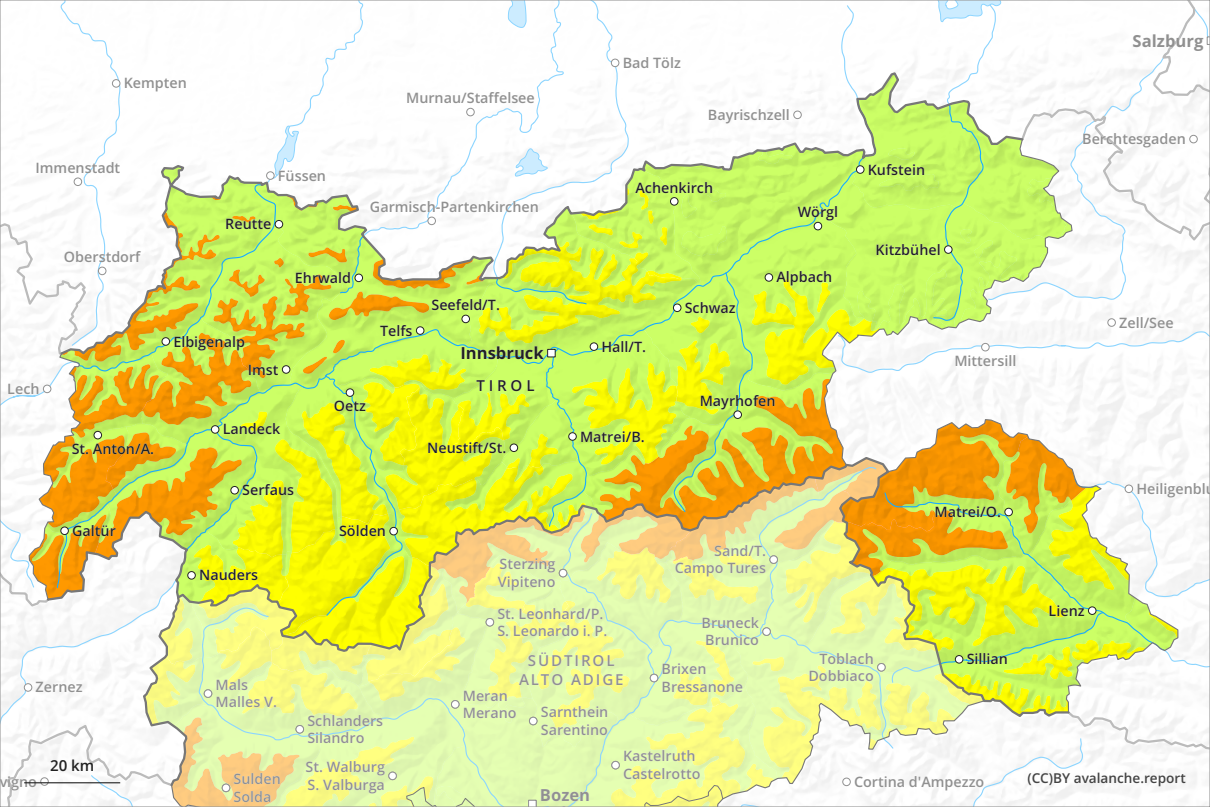 Salzburg
Bad Tölz
Kempten
Murnau/Staffelsee
Bayrischzell
Berchtesgaden
Immenstadt
Füssen
Kufstein
Achenkirch
Garmisch-Partenkirchen
Wörgl
Reutte
Kitzbühel
Oberstdorf
Ehrwald
Alpbach
Seefeld/T.
Schwaz
Zell/See
Telfs
Elbigenalp
Innsbruck
Hall/T.
Mittersill
Imst
Lech
TIROL
Oetz
Mayrhofen
Landeck
Matrei/B.
St. Anton/A.
Neustift/St.
Serfaus
Heiligenblu
Matrei/O.
Galtür
Sölden
Sand/T.
Campo Tures
Sterzing
Vipiteno
Nauders
St. Leonhard/P.
S. Leonardo i. P.
Lienz
Bruneck
Brunico
SÜDTIROL
ALTO ADIGE
Toblach
Dobbiaco
Sillian
Brixen
Bressanone
Zernez
Mals
Malles V.
Meran
Merano
Sarnthein
Sarentino
Schlanders
Silandro
Kastelruth
Castelrotto
St. Walburg
S. Valburga
20 km
vigno
Sulden
Solda
Cortina d'Ampezzo
(CC)BY avalanche.report
Bozen